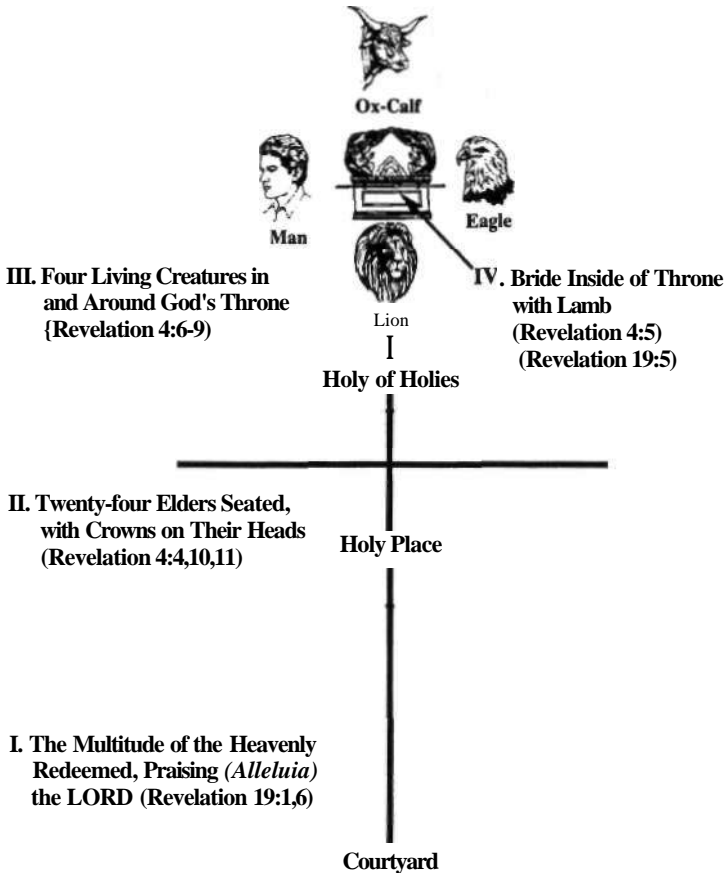 Ox-Calf
Man
Eagle
Lion
III. Four Living Creatures in
and Around God's Throne
{Revelation 4:6-9)
IV. Bride Inside of Throne
with Lamb
(Revelation 4:5)
(Revelation 19:5)
I
Holy of Holies
II. Twenty-four Elders Seated,
with Crowns on Their Heads
(Revelation 4:4,10,11)
Holy Place
I. The Multitude of the Heavenly
Redeemed, Praising (Alleluia)
the LORD (Revelation 19:1,6)
Courtyard